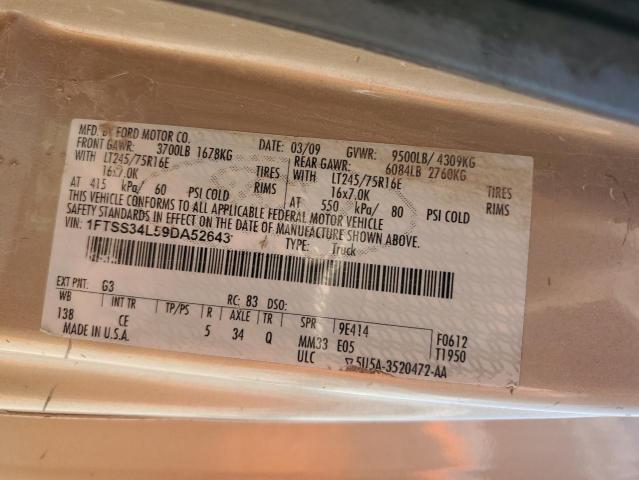 MFD. BY FORD MOTOR CO. DATE: 03/09 GVWR: 9500LB/ 4309KG
FRONT GAWR: 3700LB 1678KG REAR GAWR: 6084LB 2760KG
WITH LT245/75R16E TIRES WITH LT245/75R16E TIRES
16x7.0K RIMS 16x7.0K RIMS
AT 415 kPa/ 60 PSI COLD AT 550 kPa/ 80 PSI COLD
THIS VEHICLE CONFORMS TO ALL APPLICABLE FEDERAL MOTOR VEHICLE
SAFETY STANDARDS IN EFFECT ON THE DATE OF MANUFACTURE SHOWN ABOVE.
VIN: 1FTSS34L59DA52643 TYPE: Truck
EXT PNT: G3 RC: 83 DSO:
WB INT TR TP/PS R AXLE TR SPR 9E414 F0612
138 CE 5 34 Q MM33 E05 T1950
MADE IN U.S.A. ULC 5U5A-3520472-AA